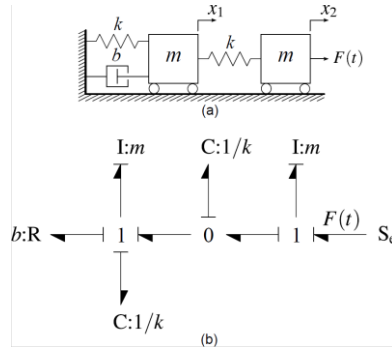 x₁ x₂
k
b
m k m F(t)
(a)
I:m C:1/k I:m
b:R 1 0 1 F(t) Sₑ
C:1/k
(b)